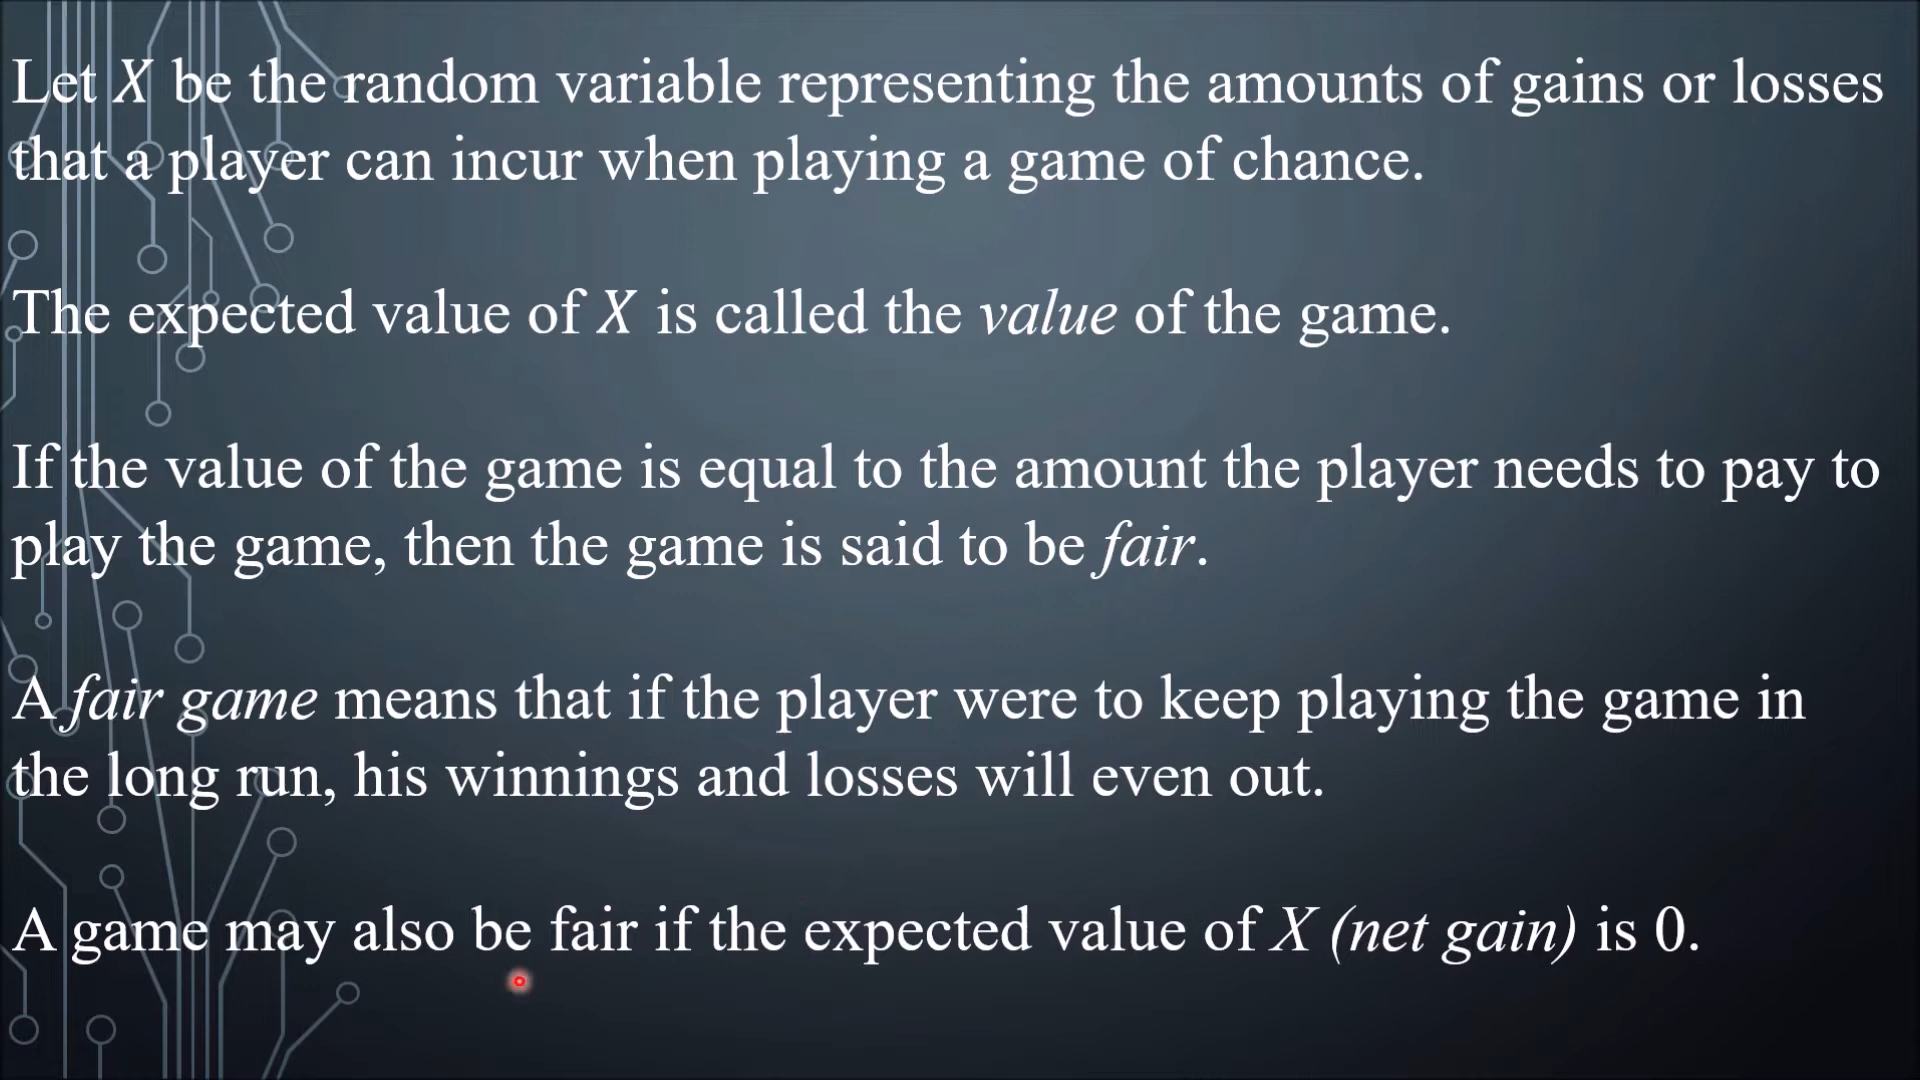 Let X be the random variable representing the amounts of gains or losses
that a player can incur when playing a game of chance.
The expected value of X is called the value of the game.
If the value of the game is equal to the amount the player needs to pay to
play the game, then the game is said to be fair.
A fair game means that if the player were to keep playing the game in
the long run, his winnings and losses will even out.
A game may also be fair if the expected value of X (net gain) is 0.